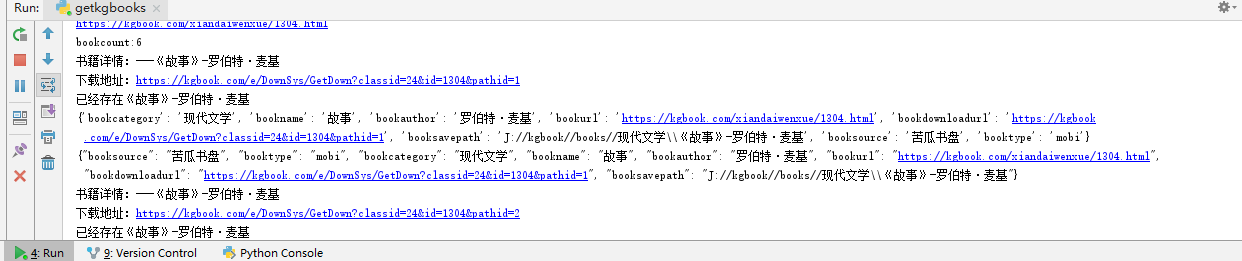 Run: getkgbooks
https://kgbook.com/xiandaiwenxue/1304.html
bookcount:6
书籍详情：---《故事》-罗伯特·麦基
下载地址：https://kgbook.com/e/DownSys/GetDown?classid=24&id=1304&pathid=1
已经存在《故事》-罗伯特·麦基
{'bookcategory': '现代文学', 'bookname': '故事', 'bookauthor': '罗伯特·麦基', 'bookurl': 'https://kgbook.com/xiandaiwenxue/1304.html', 'bookdownloadurl1': 'https://kgbook
.com/e/DownSys/GetDown?classid=24&id=1304&pathid=1', 'booksavepath': 'J://kgbook//books//现代文学\\《故事》-罗伯特·麦基', 'booksource': '苦瓜书盘', 'booktype': 'mobi'}
{"booksource": "苦瓜书盘", "booktype": "mobi", "bookcategory": "现代文学", "bookname": "故事", "bookauthor": "罗伯特·麦基", "bookurl": "https://kgbook.com/xiandaiwenxue/1304.html",
"bookdownloadurl": "https://kgbook.com/e/DownSys/GetDown?classid=24&id=1304&pathid=1", "booksavepath": "J://kgbook//books//现代文学\\《故事》-罗伯特·麦基"}
书籍详情：---《故事》-罗伯特·麦基
下载地址：https://kgbook.com/e/DownSys/GetDown?classid=24&id=1304&pathid=2
已经存在《故事》-罗伯特·麦基
4: Run 9: Version Control Python Console